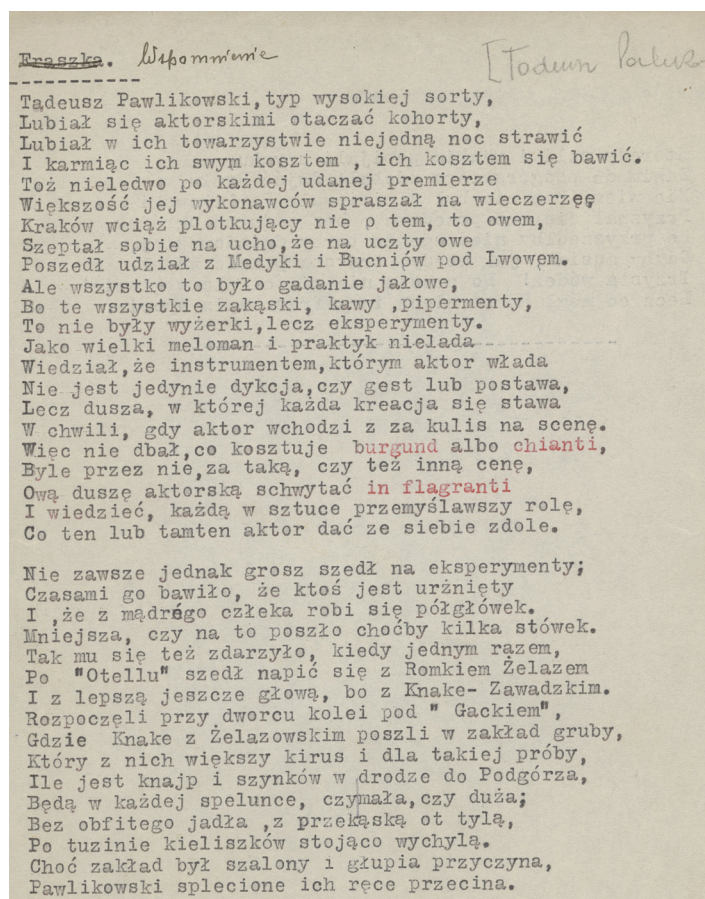 Fraszka. Wspomnienie [Tadeusz
Tądeusz Pawlikowski,typ wysokiej sorty,
Lubiał się aktorskimi otaczać kohorty,
Lubiał w ich towarzystwie niejedną noc strawić
I karmiąc ich swym kosztem , ich kosztem się bawić.
Toż nieledwo po każdej udanej premierze
Większość jej wykonawców spraszał na wieczerzęę
Kraków wciąż plotkujący nie o tem, to owem,
Szeptał sobie na ucho,że na uczty owe
Poszedł udział z Medyki i Bucniów pod Lwowem.
Ale wszystko to było gadanie jałowe,
Bo te wszystkie zakąski, kawy ,pipermenty,
To nie były wyżerki,lecz eksperymenty.
Jako wielki meloman i praktyk nielada
Wiedział,że instrumentem,którym aktor włada
Nie jest jedynie dykcja,czy gest lub postawa,
Lecz dusza, w której każda kreacja się stawa
W chwili, gdy aktor wchodzi z za kulis na scenę.
Więc nie dbał,co kosztuje burgund albo chianti,
Byle przez nie,za taką, czy też inną cenę,
Ową duszę aktorską schwytać in flagranti
I wiedzieć, każdą w sztuce przemyślawszy rolę,
Co ten lub tamten aktor dać ze siebie zdole.
Nie zawsze jednak grosz szedł na eksperymenty;
Czasami go bawiło, że ktoś jest urżnięty
I ,że z mądrégo człeka robi się półgłówek.
Mniejsza, czy na to poszło choćby kilka stówek.
Tak mu się też zdarzyło, kiedy jednym razem,
Po "Otellu" szedł napić się z Romkiem Żelazem
I z lepszą jeszcze głową, bo z Knake- Zawadzkim.
Rozpoczęli przy dworcu kolei pod " Gackiem",
Gdzie Knake z Żelazowskim poszli w zakład gruby,
Który z nich większy kirus i dla takiej próby,
Ile jest knajp i szynków w drodze do Podgórza,
Będą w każdej spelunce, czymała,czy duża;
Bez obfitego jadła ,z przekąską ot tylą,
Po tuzinie kieliszków stojąco wychylą.
Choć zakład był szalony i głupia przyczyna,
Pawlikowski splecione ich ręce przecina.